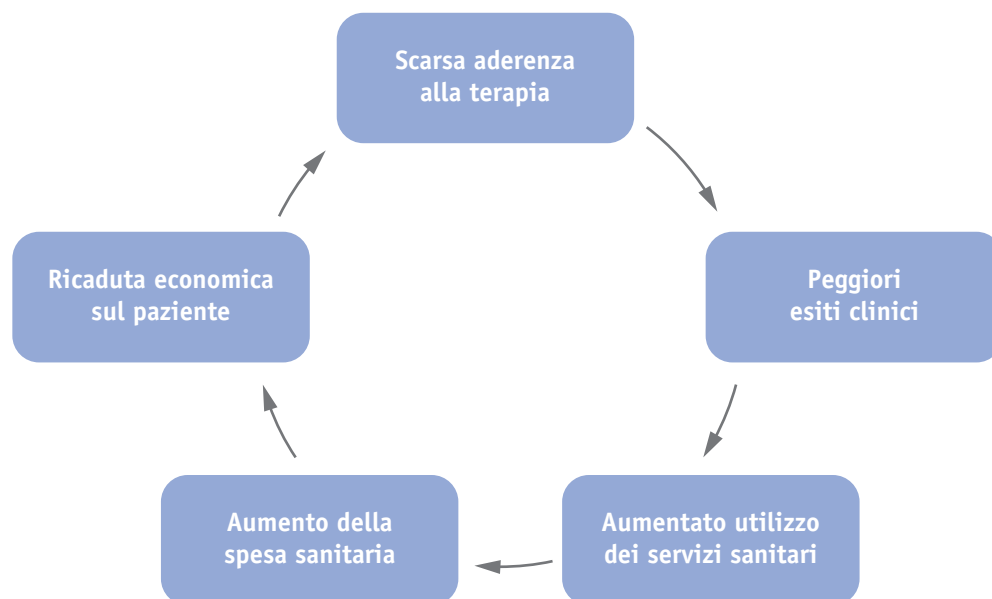 Scarsa aderenza
alla terapia
Peggiori
esiti clinici
Aumentato utilizzo
dei servizi sanitari
Aumento della
spesa sanitaria
Ricaduta economica
sul paziente